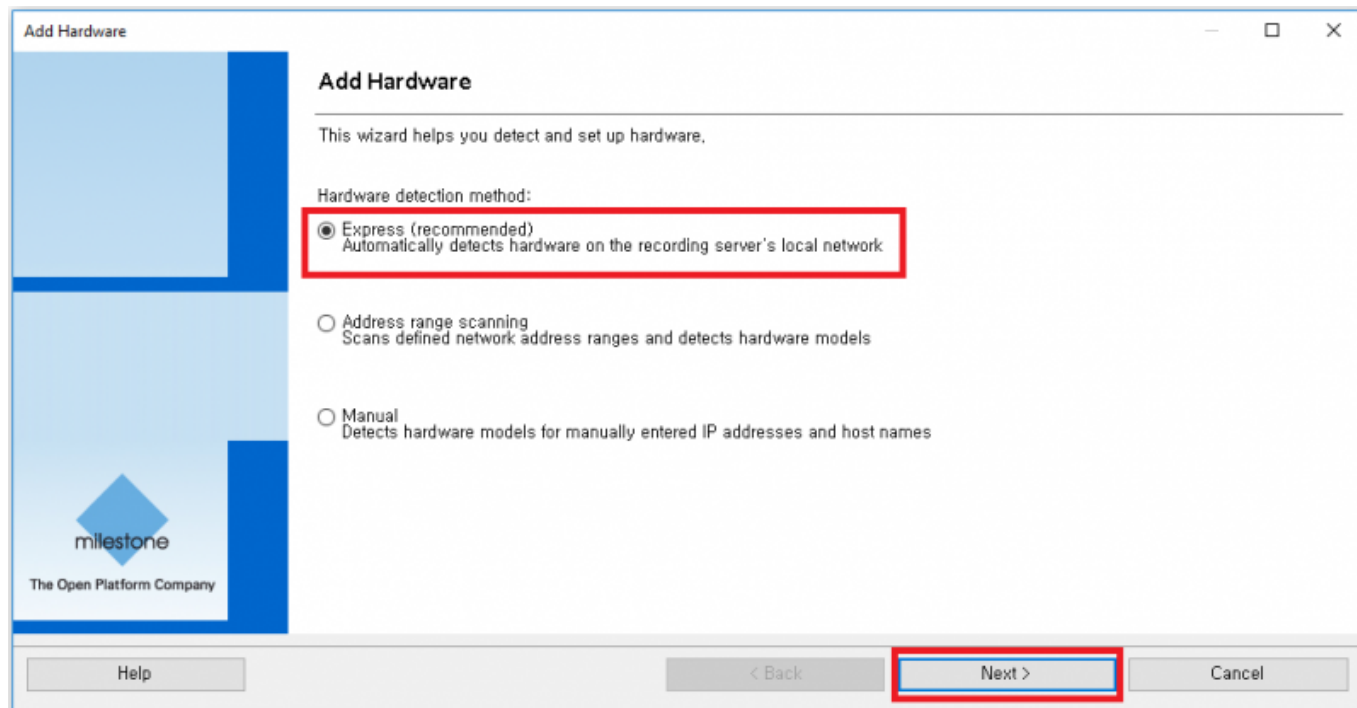 Add Hardware
Add Hardware
This wizard helps you detect and set up hardware,
Hardware detection method:
Express (recommended)
Automatically detects hardware on the recording server's local network
Address range scanning
Scans defined network address ranges and detects hardware models
Manual
Detects hardware models for manually entered IP addresses and host names
milestone
The Open Platform Company
Help
< Back
Next >
Cancel